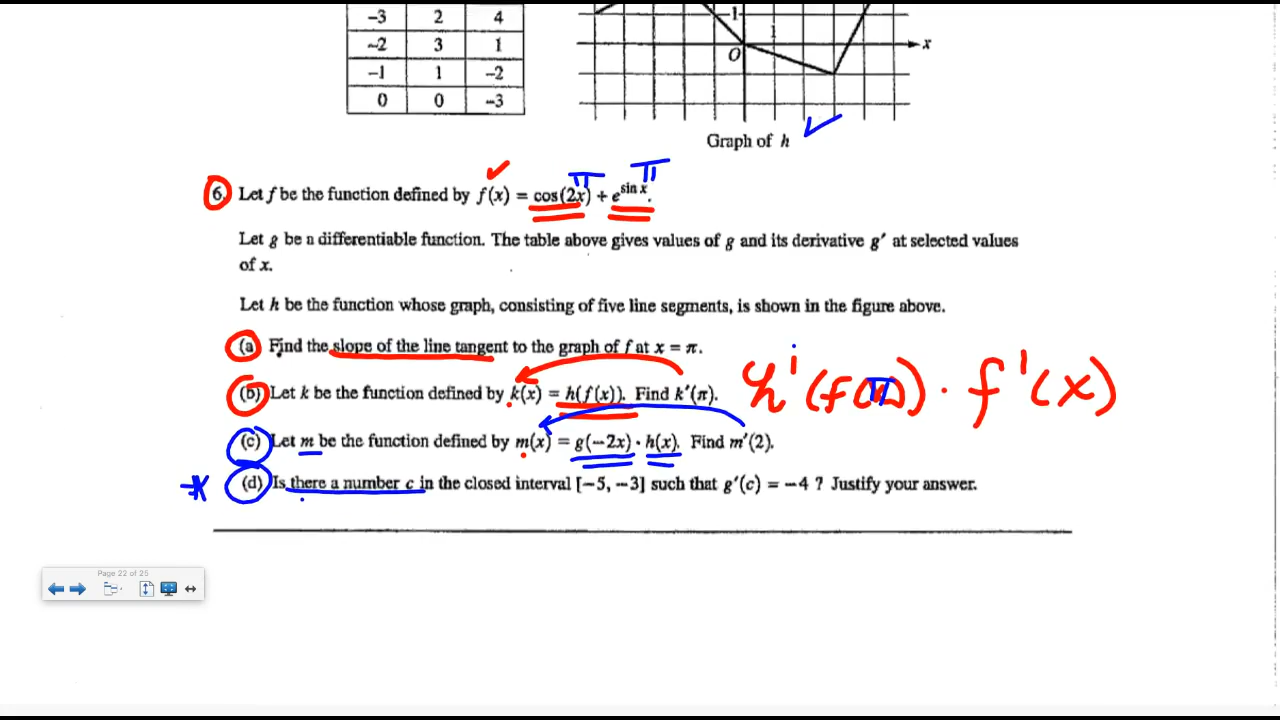 -3 2 4
-2 3 1
-1 1 -2
0 0 -3
-1
1
O
x
Graph of h
π π
6. Let f be the function defined by f(x) = cos(2x) + e^{sin x}.
Let g be a differentiable function. The table above gives values of g and its derivative g′ at selected values
of x.
Let h be the function whose graph, consisting of five line segments, is shown in the figure above.
(a) Find the slope of the line tangent to the graph of f at x = π.
(b) Let k be the function defined by k(x) = h(f(x)). Find k′(π).
h'(f(π)) · f'(x)
(c) Let m be the function defined by m(x) = g(−2x) · h(x). Find m′(2).
* (d) Is there a number c in the closed interval [−5, −3] such that g′(c) = −4 ? Justify your answer.
Page 22 of 25